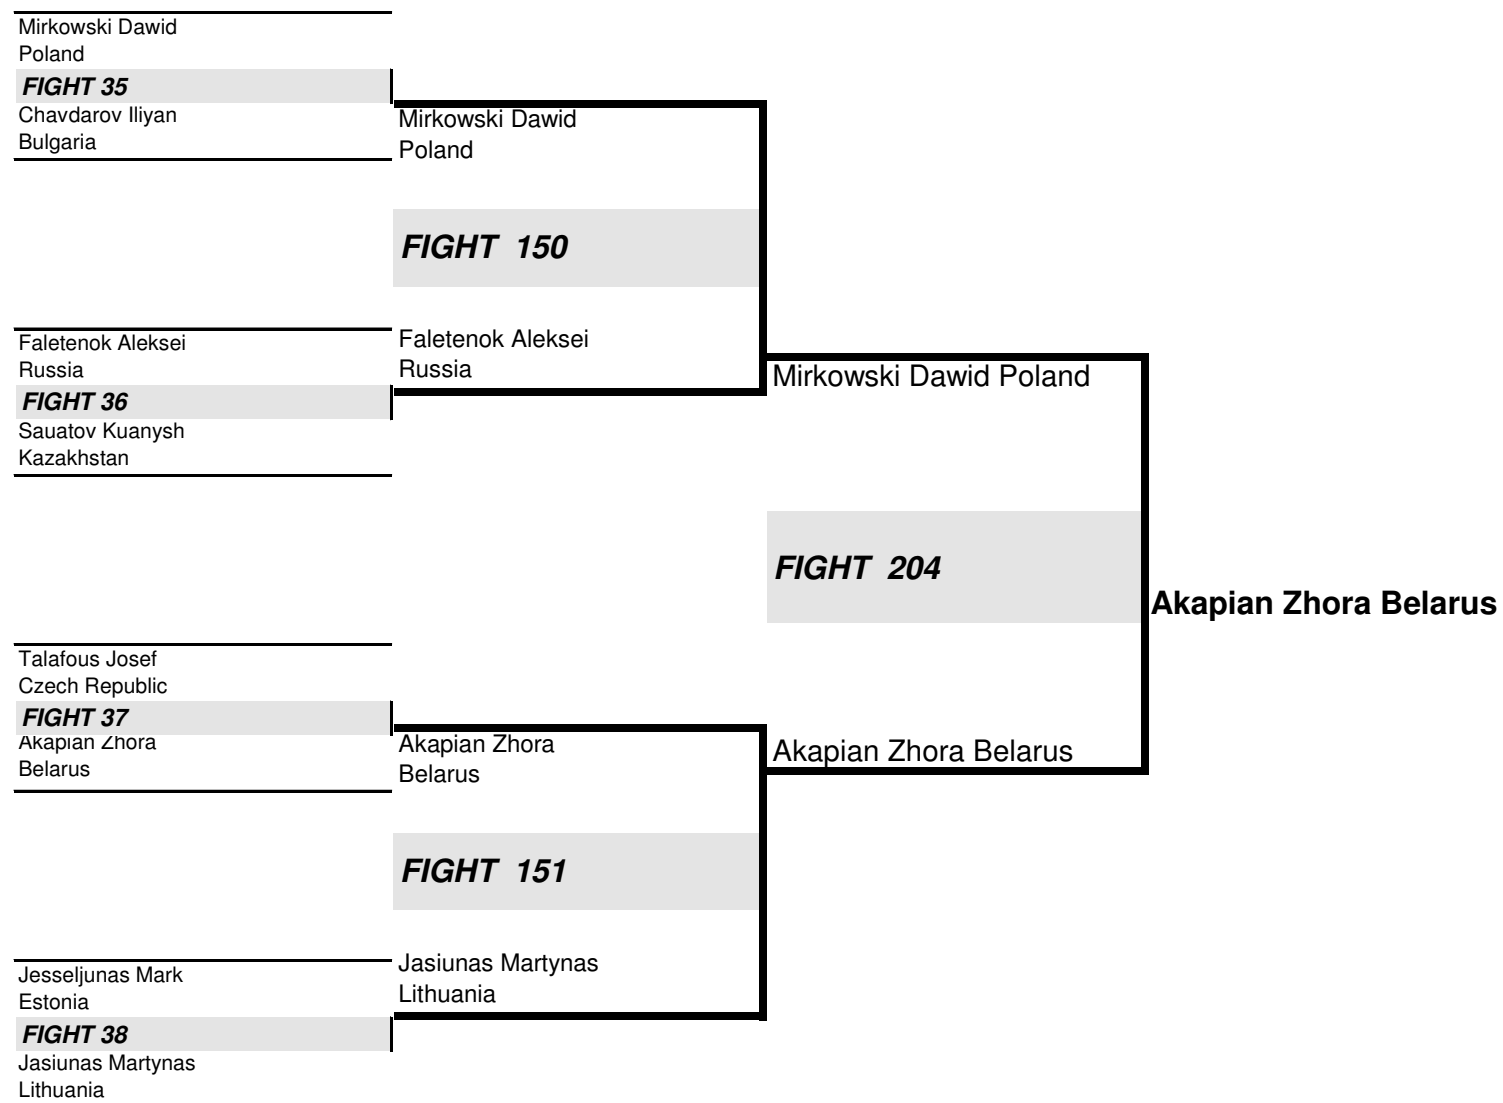 Mirkowski Dawid
Poland
FIGHT 35
Chavdarov Iliyan
Bulgaria
Mirkowski Dawid
Poland
FIGHT 150
Faletenok Aleksei
Russia
FIGHT 36
Sauatov Kuanysh
Kazakhstan
Faletenok Aleksei
Russia
Mirkowski Dawid Poland
FIGHT 204
Akapian Zhora Belarus
Talafous Josef
Czech Republic
FIGHT 37
Akapian Zhora
Belarus
Akapian Zhora
Belarus
Akapian Zhora Belarus
FIGHT 151
Jesseljunas Mark
Estonia
FIGHT 38
Jasiunas Martynas
Lithuania
Jasiunas Martynas
Lithuania